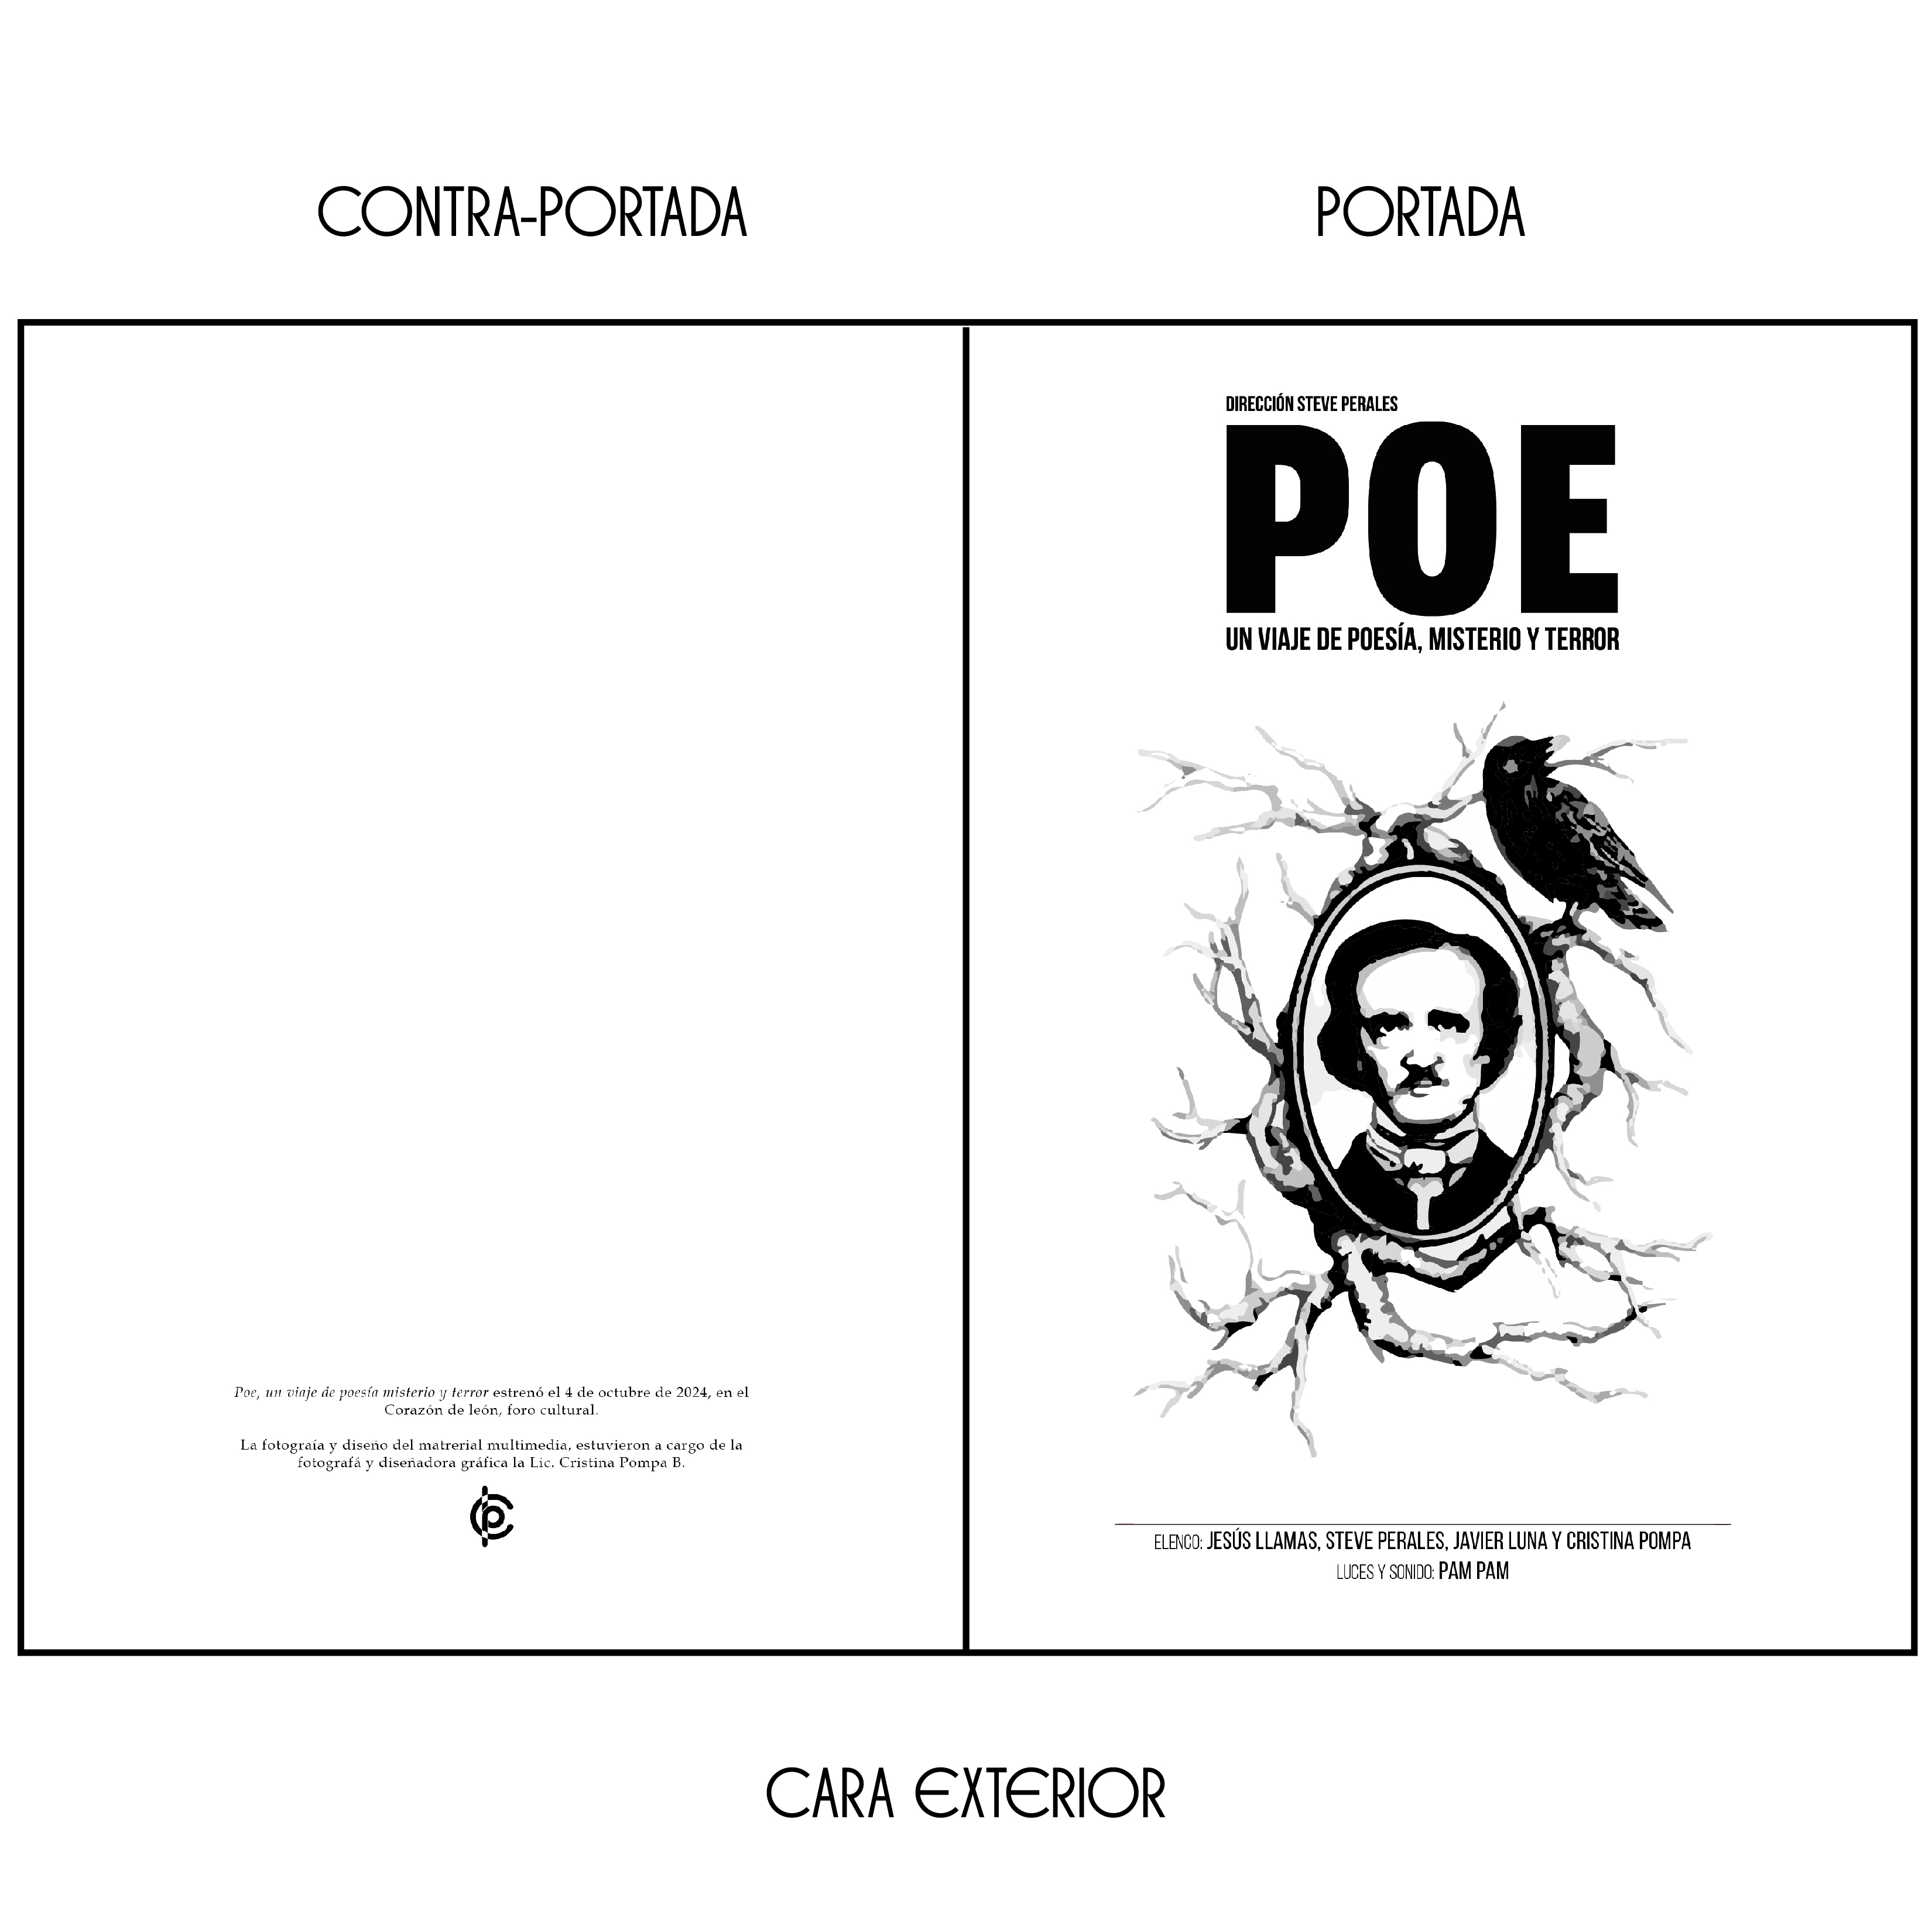 CONTRA-PORTADA
PORTADA
Poe, un viaje de poesía misterio y terror estrenó el 4 de octubre de 2024, en el
Corazón de león, foro cultural.
La fotograía y diseño del matrerial multimedia, estuvieron a cargo de la
fotografá y diseñadora gráfica la Lic. Cristina Pompa B.
DIRECCIÓN STEVE PERALES
POE
UN VIAJE DE POESÍA, MISTERIO Y TERROR
ELENCO: JESÚS LLAMAS, STEVE PERALES, JAVIER LUNA Y CRISTINA POMPA
LUCES Y SONIDO: PAM PAM
CARA EXTERIOR